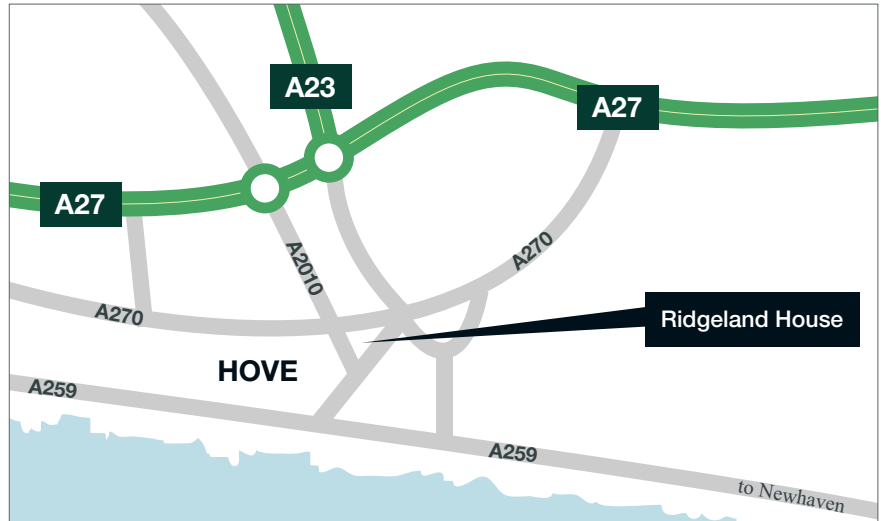 A23
A27
A27
A2010
A270
A270
Ridgeland House
HOVE
A259
A259
to Newhaven